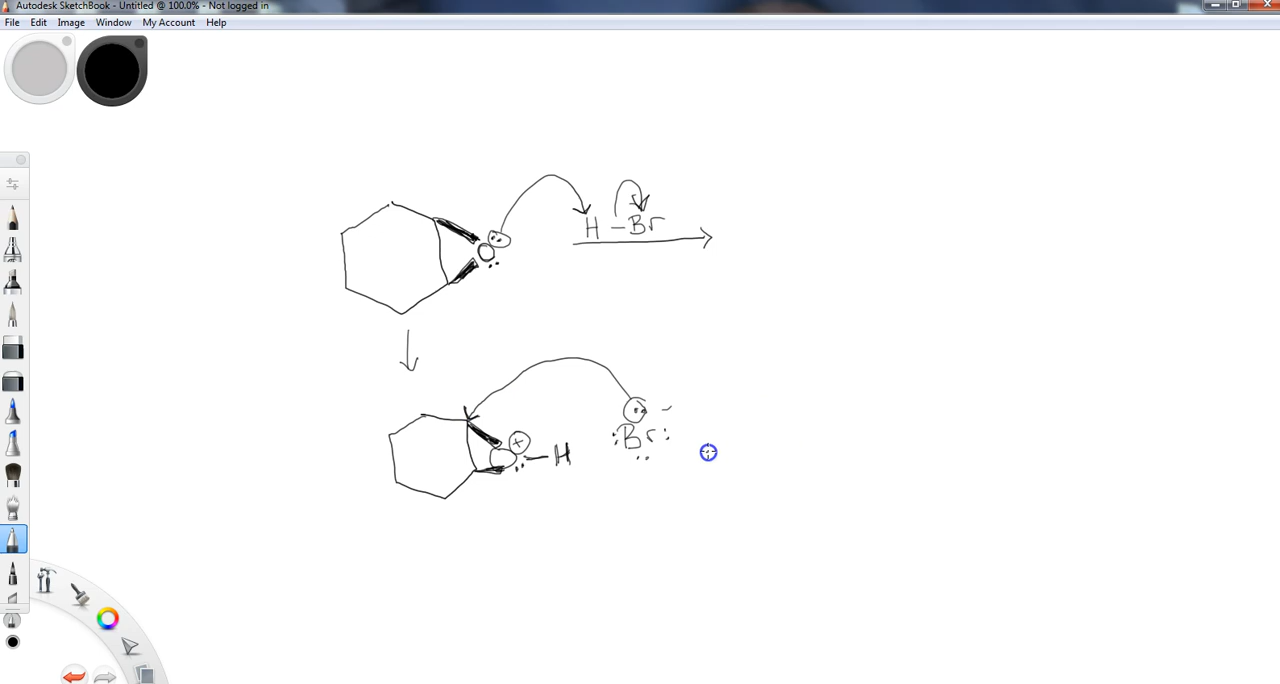 Autodesk SketchBook - Untitled @ 100.0% - Not logged in
File Edit Image Window My Account Help
O
H - Br
+
O - H
Br -